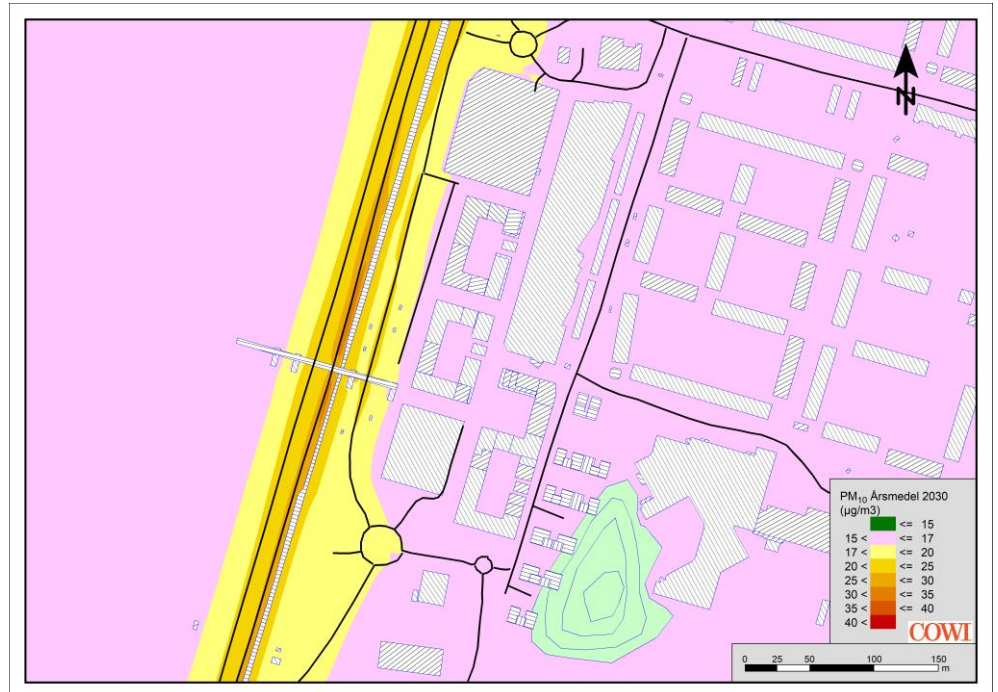 N
PM₁₀ Årsmedel 2030
(µg/m3)
<= 15
15 < <= 17
17 < <= 20
20 < <= 25
25 < <= 30
30 < <= 35
35 < <= 40
40 <
COWI
0 25 50 100 150
m